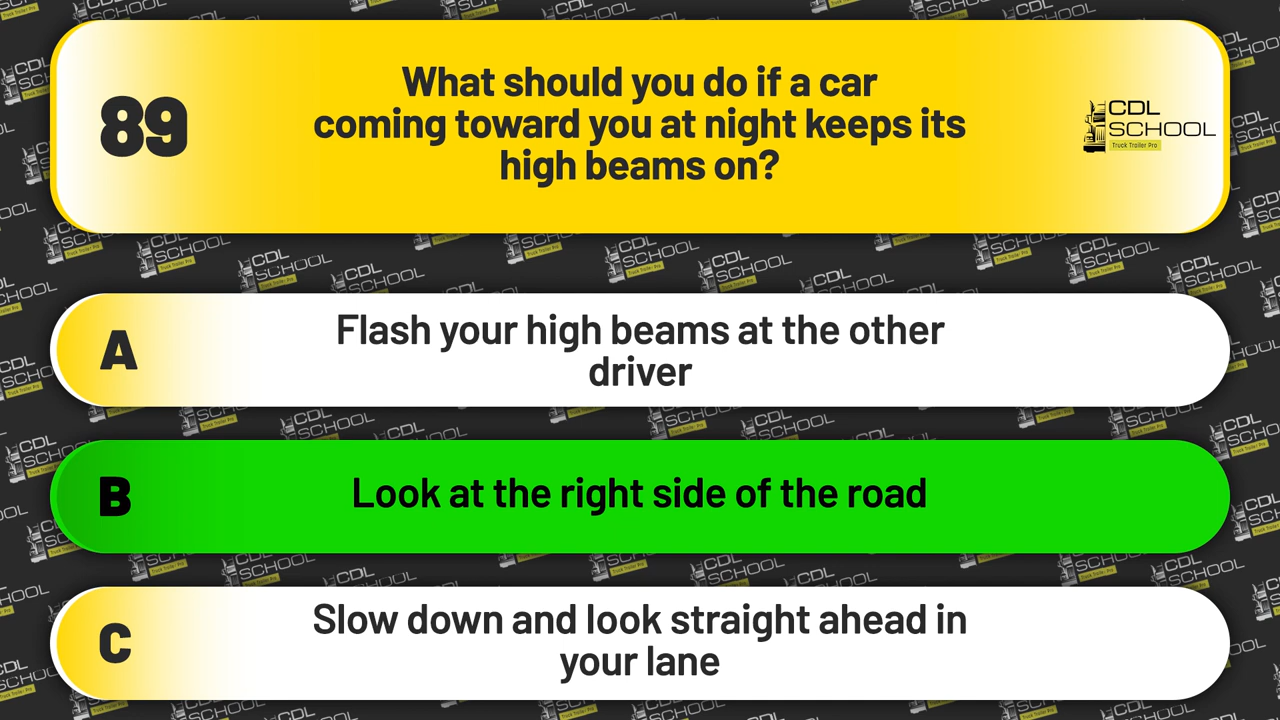 89
What should you do if a car
coming toward you at night keeps its
high beams on?
CDL
SCHOOL
Truck Trailer Pro
A
Flash your high beams at the other
driver
B
Look at the right side of the road
C
Slow down and look straight ahead in
your lane